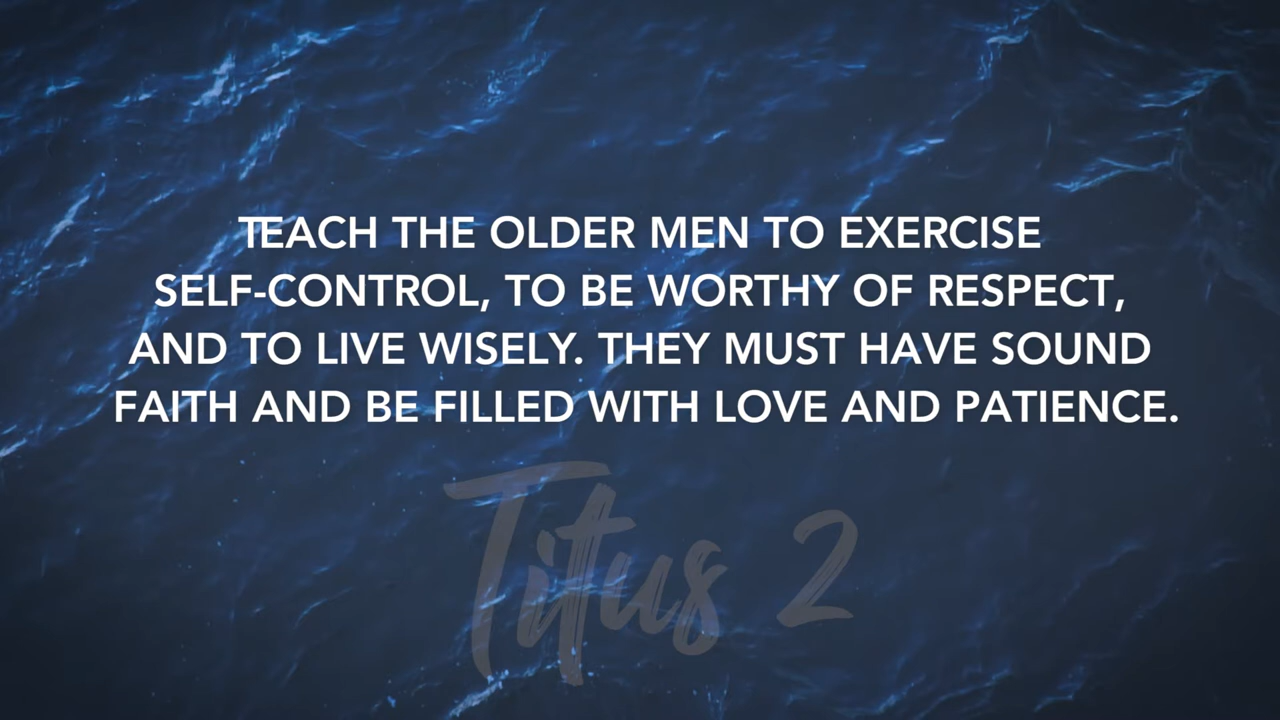 TEACH THE OLDER MEN TO EXERCISE
SELF-CONTROL, TO BE WORTHY OF RESPECT,
AND TO LIVE WISELY. THEY MUST HAVE SOUND
FAITH AND BE FILLED WITH LOVE AND PATIENCE.
Titus 2